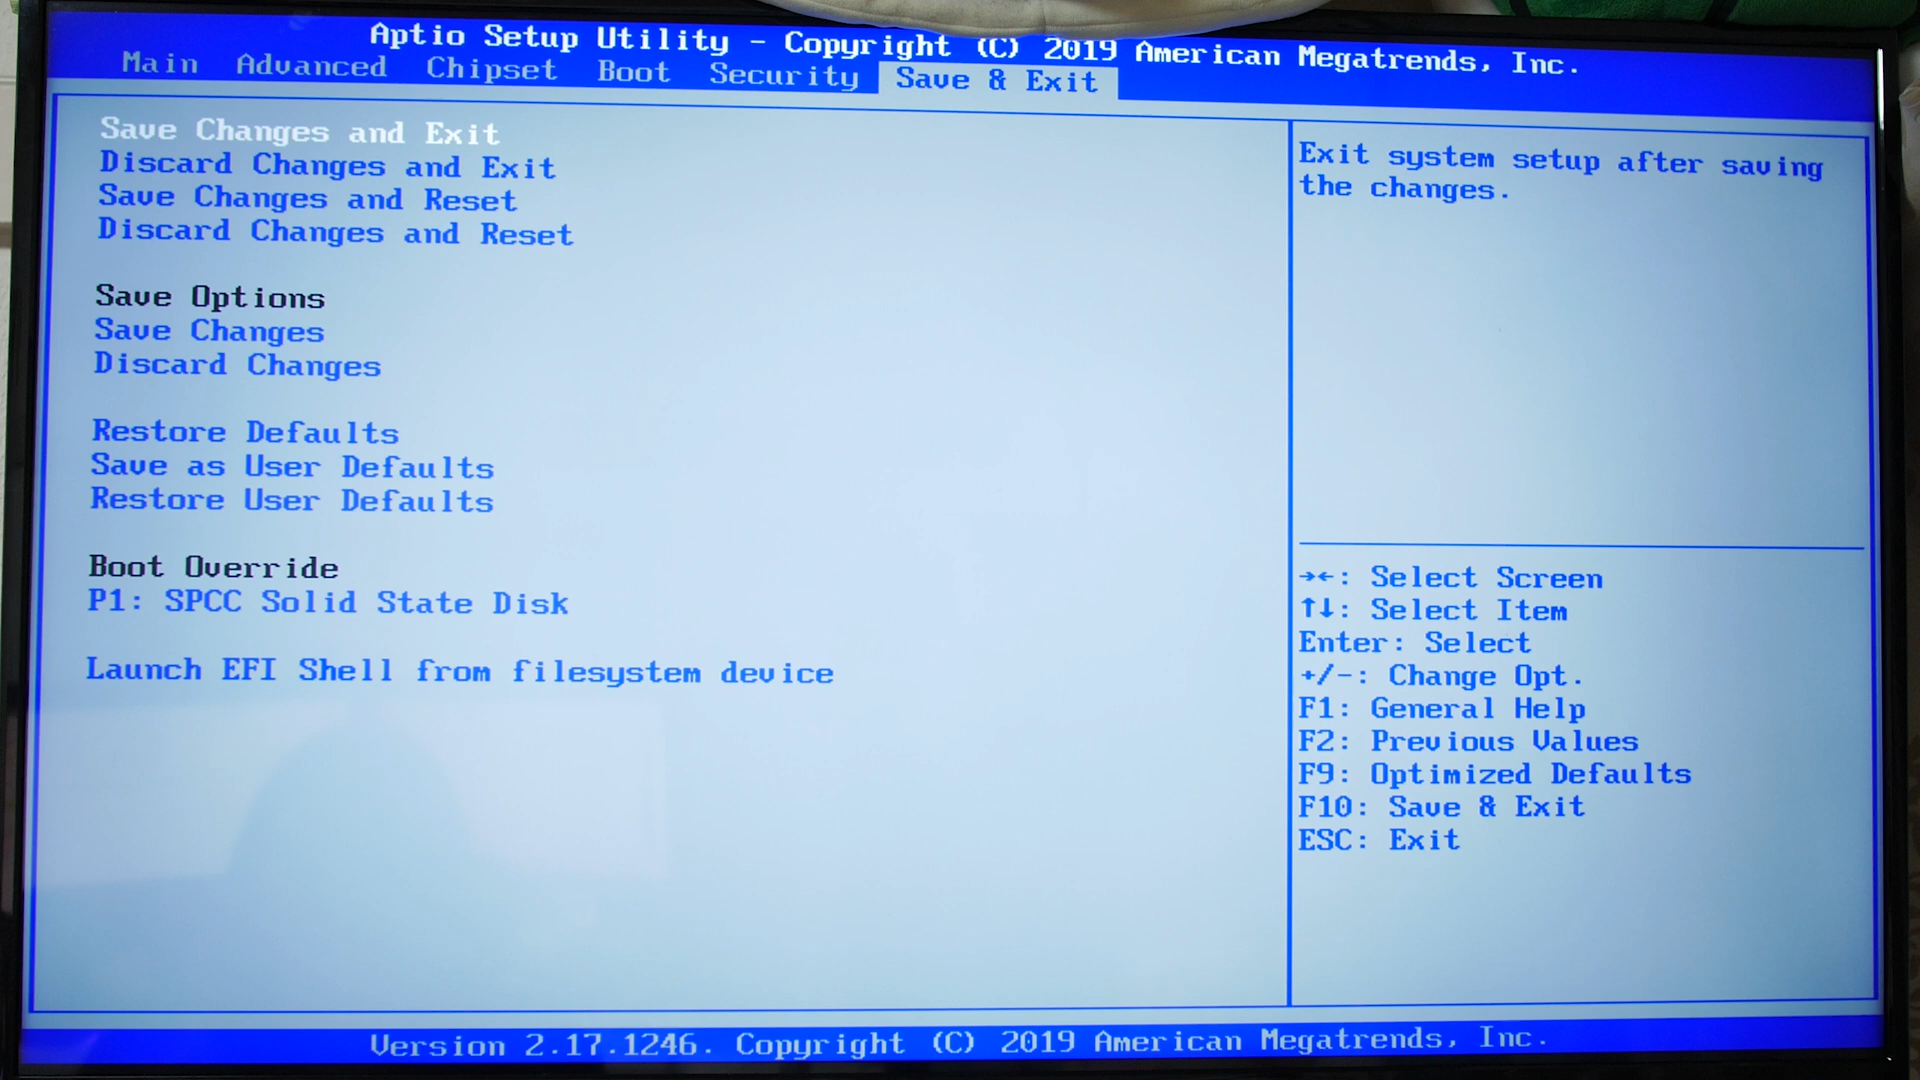 Aptio Setup Utility - Copyright (C) 2019 American Megatrends, Inc.
Main Advanced Chipset Boot Security Save & Exit
Save Changes and Exit
Discard Changes and Exit
Save Changes and Reset
Discard Changes and Reset
Save Options
Save Changes
Discard Changes
Restore Defaults
Save as User Defaults
Restore User Defaults
Boot Override
P1: SPCC Solid State Disk
Launch EFI Shell from filesystem device
Exit system setup after saving
the changes.
→←: Select Screen
↑↓: Select Item
Enter: Select
+/-: Change Opt.
F1: General Help
F2: Previous Values
F9: Optimized Defaults
F10: Save & Exit
ESC: Exit
Version 2.17.1246. Copyright (C) 2019 American Megatrends, Inc.